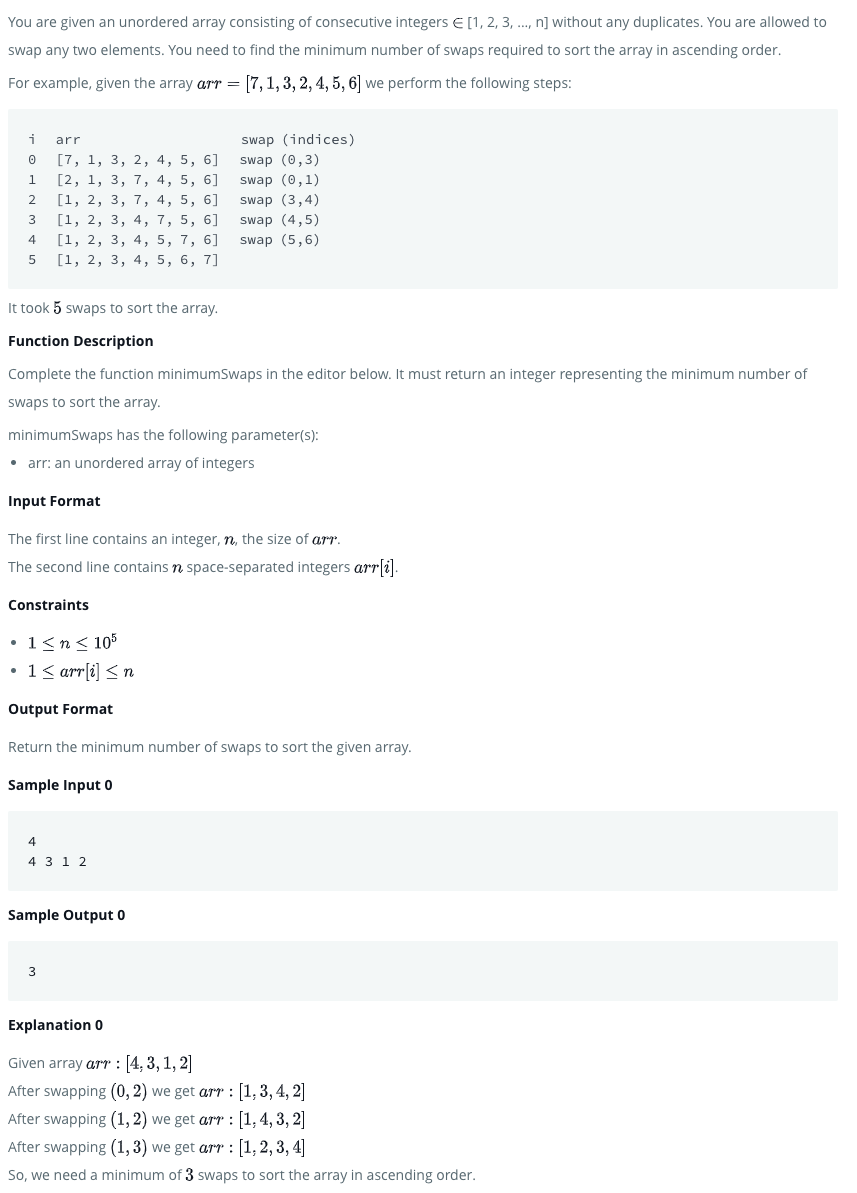 You are given an unordered array consisting of consecutive integers ∈ [1, 2, 3, ..., n] without any duplicates. You are allowed to
swap any two elements. You need to find the minimum number of swaps required to sort the array in ascending order.
For example, given the array arr = [7, 1, 3, 2, 4, 5, 6] we perform the following steps:
i   arr                     swap (indices)
0   [7, 1, 3, 2, 4, 5, 6]   swap (0,3)
1   [2, 1, 3, 7, 4, 5, 6]   swap (0,1)
2   [1, 2, 3, 7, 4, 5, 6]   swap (3,4)
3   [1, 2, 3, 4, 7, 5, 6]   swap (4,5)
4   [1, 2, 3, 4, 5, 7, 6]   swap (5,6)
5   [1, 2, 3, 4, 5, 6, 7]
It took 5 swaps to sort the array.
Function Description
Complete the function minimumSwaps in the editor below. It must return an integer representing the minimum number of
swaps to sort the array.
minimumSwaps has the following parameter(s):
• arr: an unordered array of integers
Input Format
The first line contains an integer, n, the size of arr.
The second line contains n space-separated integers arr[i].
Constraints
• 1 ≤ n ≤ 10⁵
• 1 ≤ arr[i] ≤ n
Output Format
Return the minimum number of swaps to sort the given array.
Sample Input 0
4
4 3 1 2
Sample Output 0
3
Explanation 0
Given array arr : [4, 3, 1, 2]
After swapping (0, 2) we get arr : [1, 3, 4, 2]
After swapping (1, 2) we get arr : [1, 4, 3, 2]
After swapping (1, 3) we get arr : [1, 2, 3, 4]
So, we need a minimum of 3 swaps to sort the array in ascending order.